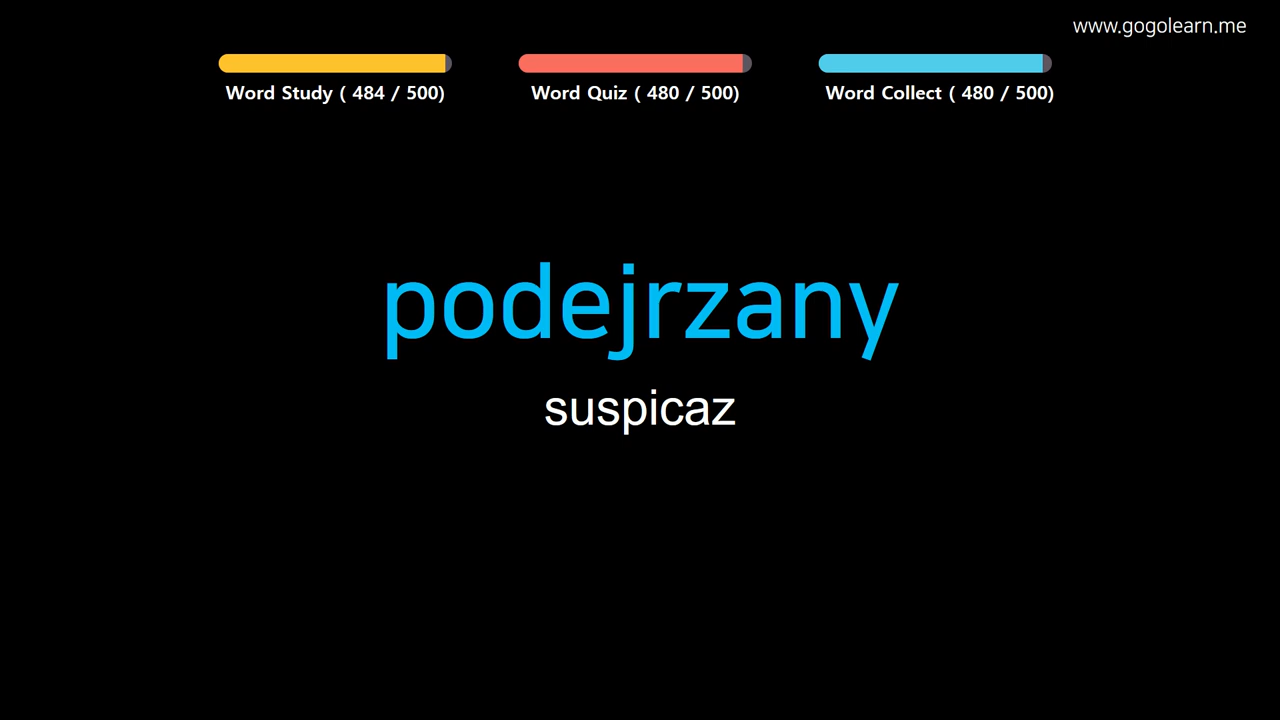 www.gogolearn.me
Word Study ( 484 / 500)
Word Quiz ( 480 / 500)
Word Collect ( 480 / 500)
podejrzany
suspicaz